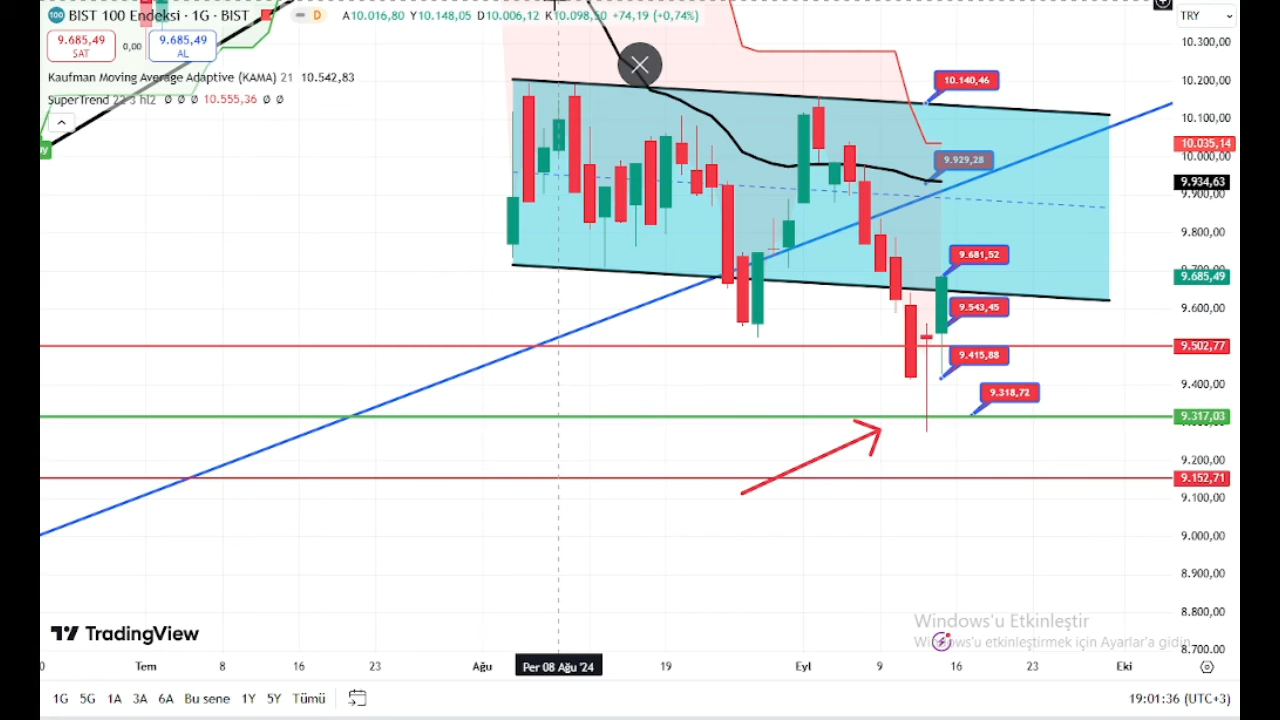 BIST 100 Endeksi · 1G · BIST D A10.016,80 Y10.148,05 D10.006,12 K10.098,50 +74,19 (+0,74%)
TRY
9.685,49 SAT
0,00
9.685,49 AL
Kaufman Moving Average Adaptive (KAMA) 21 10.542,83
SuperTrend 22 3 hl2 Ø Ø Ø 10.555,36 Ø Ø
10.140,46
9.929,28
9.681,52
9.543,45
9.415,88
9.318,72
10.300,00
10.200,00
10.100,00
10.035,14
10.000,00
9.934,63
9.900,00
9.800,00
9.685,49
9.600,00
9.502,77
9.400,00
9.317,03
9.200,00
9.152,71
9.100,00
9.000,00
8.900,00
8.800,00
8.700,00
Windows'u Etkinleştir
Windows'u etkinleştirmek için Ayarlar'a gidin
TradingView
Tem 8 16 23 Ağu Per 08 Ağu '24 19 Eyl 9 16 23 Eki
1G 5G 1A 3A 6A Bu sene 1Y 5Y Tümü
19:01:36 (UTC+3)